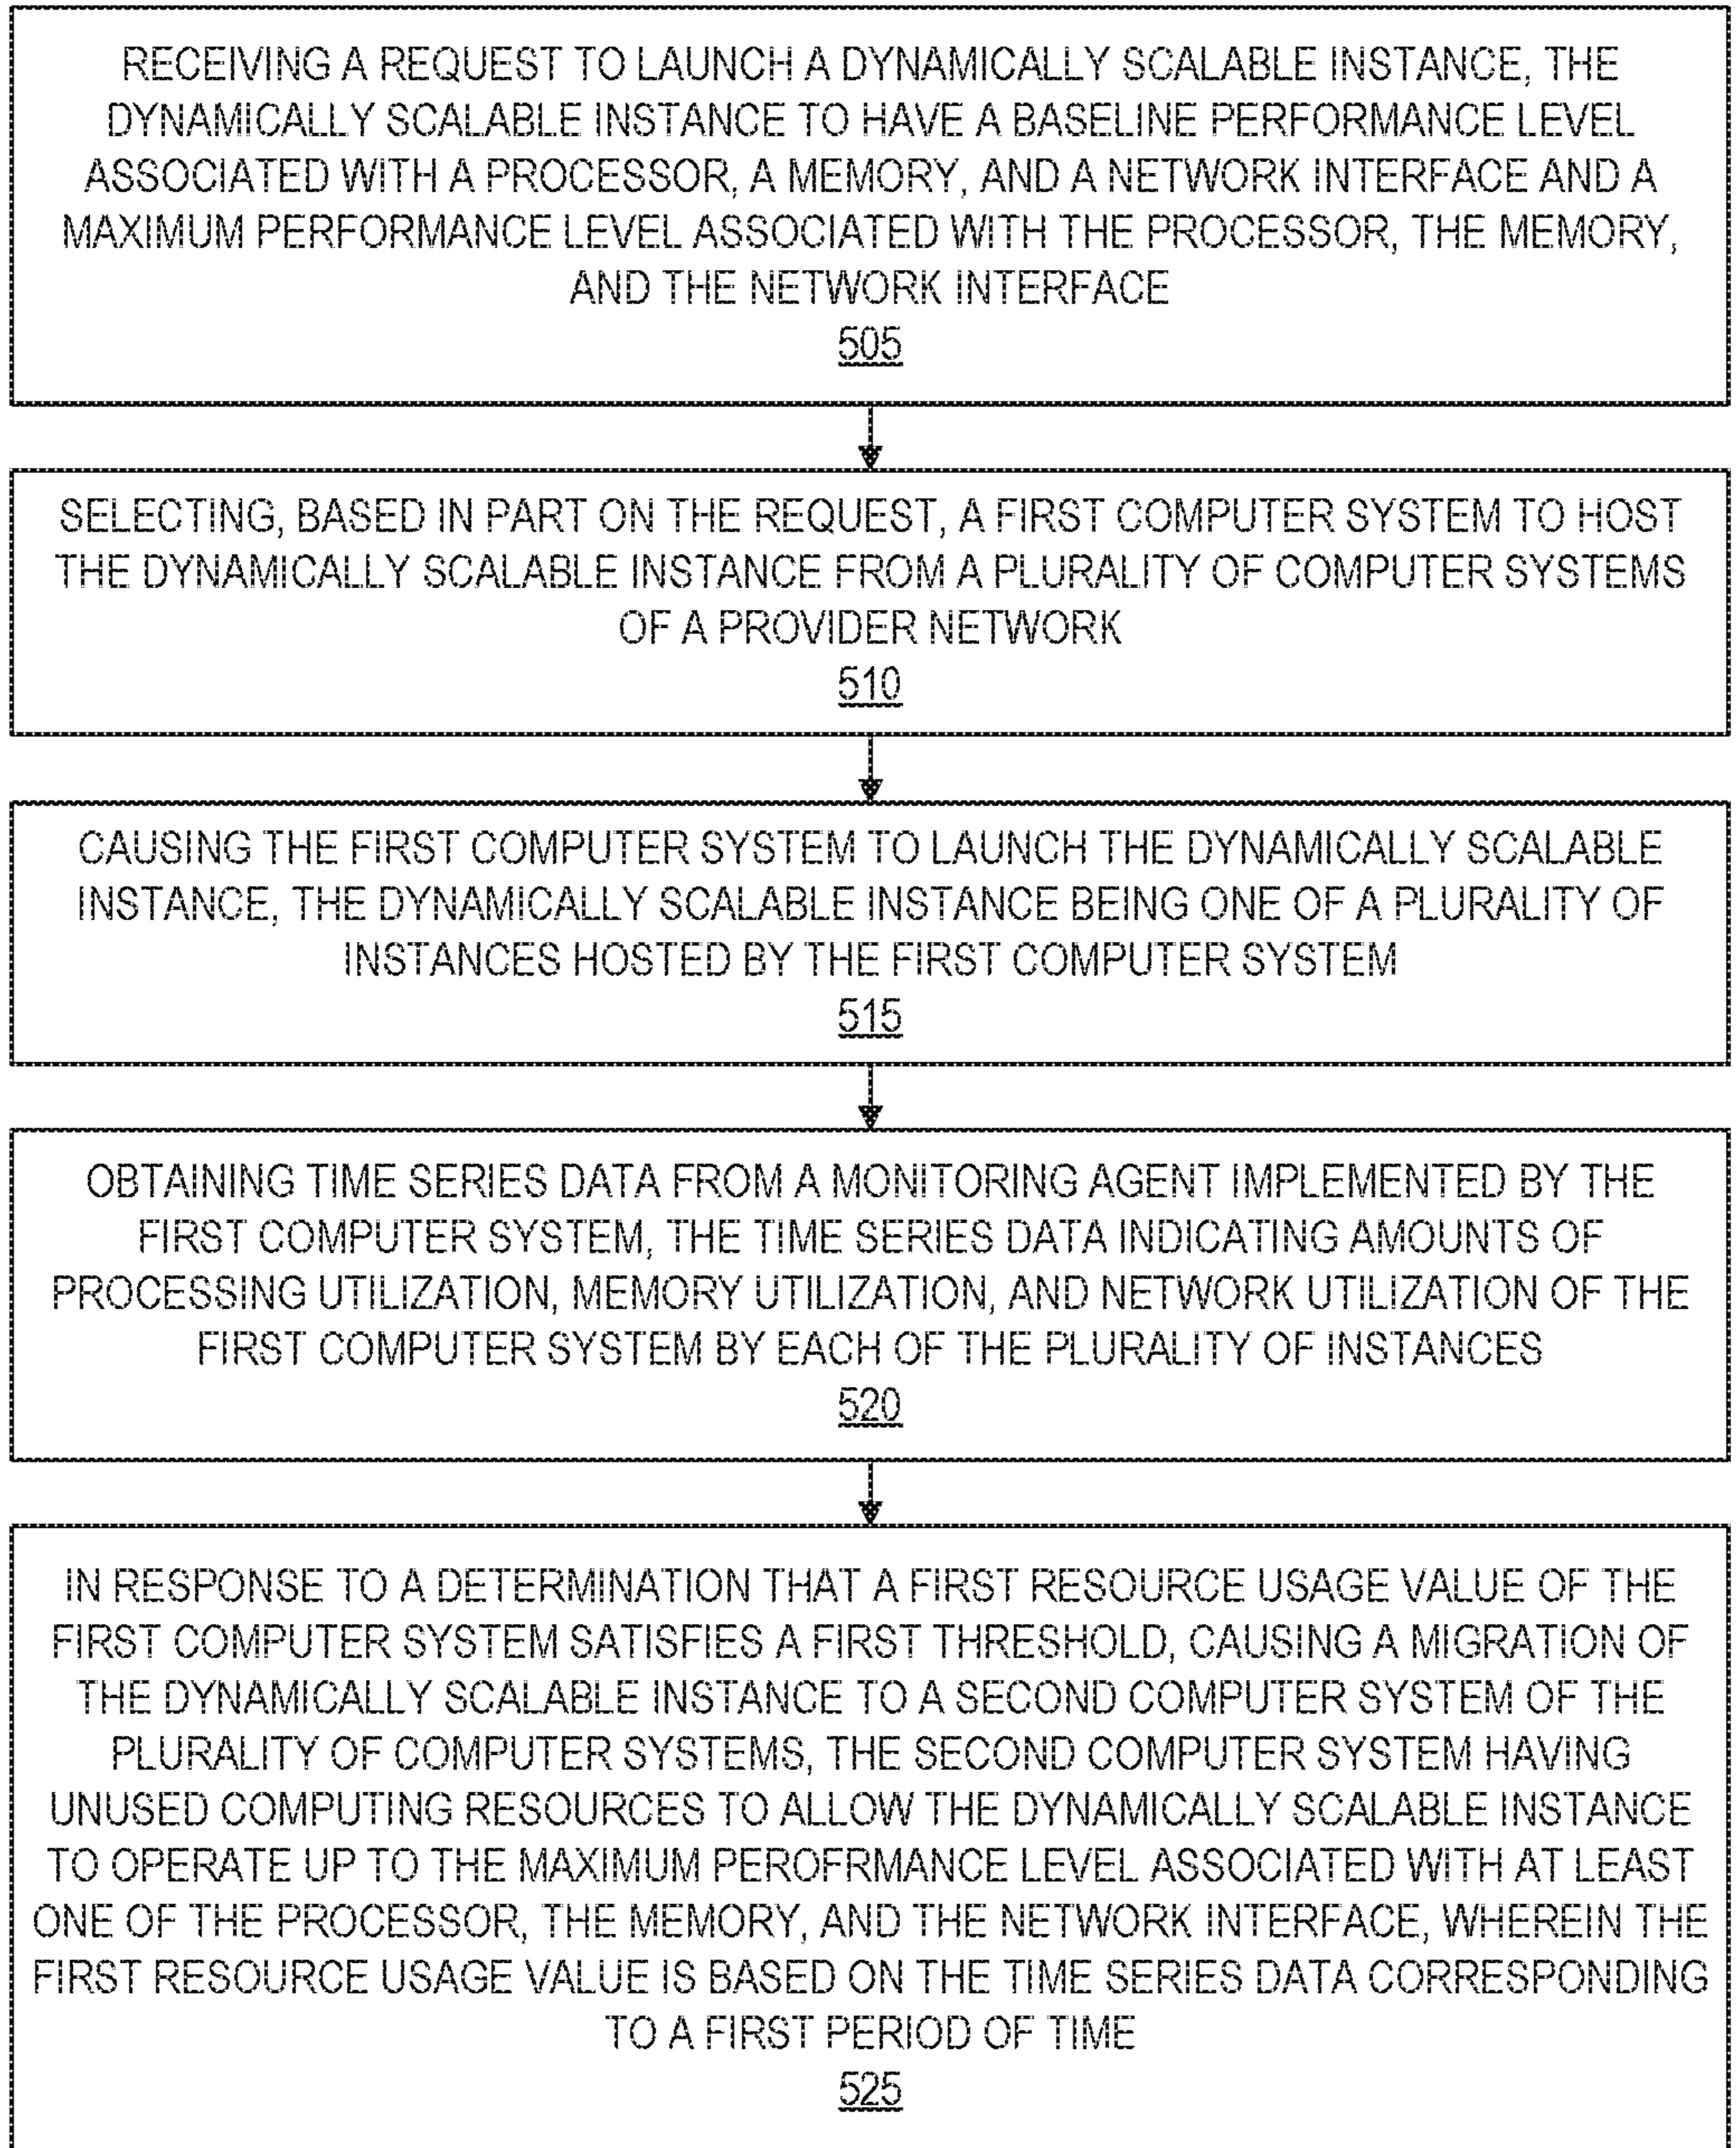 RECEIVING A REQUEST TO LAUNCH A DYNAMICALLY SCALABLE INSTANCE, THE
DYNAMICALLY SCALABLE INSTANCE TO HAVE A BASELINE PERFORMANCE LEVEL
ASSOCIATED WITH A PROCESSOR, A MEMORY, AND A NETWORK INTERFACE AND A
MAXIMUM PERFORMANCE LEVEL ASSOCIATED WITH THE PROCESSOR, THE MEMORY,
AND THE NETWORK INTERFACE
505
SELECTING, BASED IN PART ON THE REQUEST, A FIRST COMPUTER SYSTEM TO HOST
THE DYNAMICALLY SCALABLE INSTANCE FROM A PLURALITY OF COMPUTER SYSTEMS
OF A PROVIDER NETWORK
510
CAUSING THE FIRST COMPUTER SYSTEM TO LAUNCH THE DYNAMICALLY SCALABLE
INSTANCE, THE DYNAMICALLY SCALABLE INSTANCE BEING ONE OF A PLURALITY OF
INSTANCES HOSTED BY THE FIRST COMPUTER SYSTEM
515
OBTAINING TIME SERIES DATA FROM A MONITORING AGENT IMPLEMENTED BY THE
FIRST COMPUTER SYSTEM, THE TIME SERIES DATA INDICATING AMOUNTS OF
PROCESSING UTILIZATION, MEMORY UTILIZATION, AND NETWORK UTILIZATION OF THE
FIRST COMPUTER SYSTEM BY EACH OF THE PLURALITY OF INSTANCES
520
IN RESPONSE TO A DETERMINATION THAT A FIRST RESOURCE USAGE VALUE OF THE
FIRST COMPUTER SYSTEM SATISFIES A FIRST THRESHOLD, CAUSING A MIGRATION OF
THE DYNAMICALLY SCALABLE INSTANCE TO A SECOND COMPUTER SYSTEM OF THE
PLURALITY OF COMPUTER SYSTEMS, THE SECOND COMPUTER SYSTEM HAVING
UNUSED COMPUTING RESOURCES TO ALLOW THE DYNAMICALLY SCALABLE INSTANCE
TO OPERATE UP TO THE MAXIMUM PEROFRMANCE LEVEL ASSOCIATED WITH AT LEAST
ONE OF THE PROCESSOR, THE MEMORY, AND THE NETWORK INTERFACE, WHEREIN THE
FIRST RESOURCE USAGE VALUE IS BASED ON THE TIME SERIES DATA CORRESPONDING
TO A FIRST PERIOD OF TIME
525